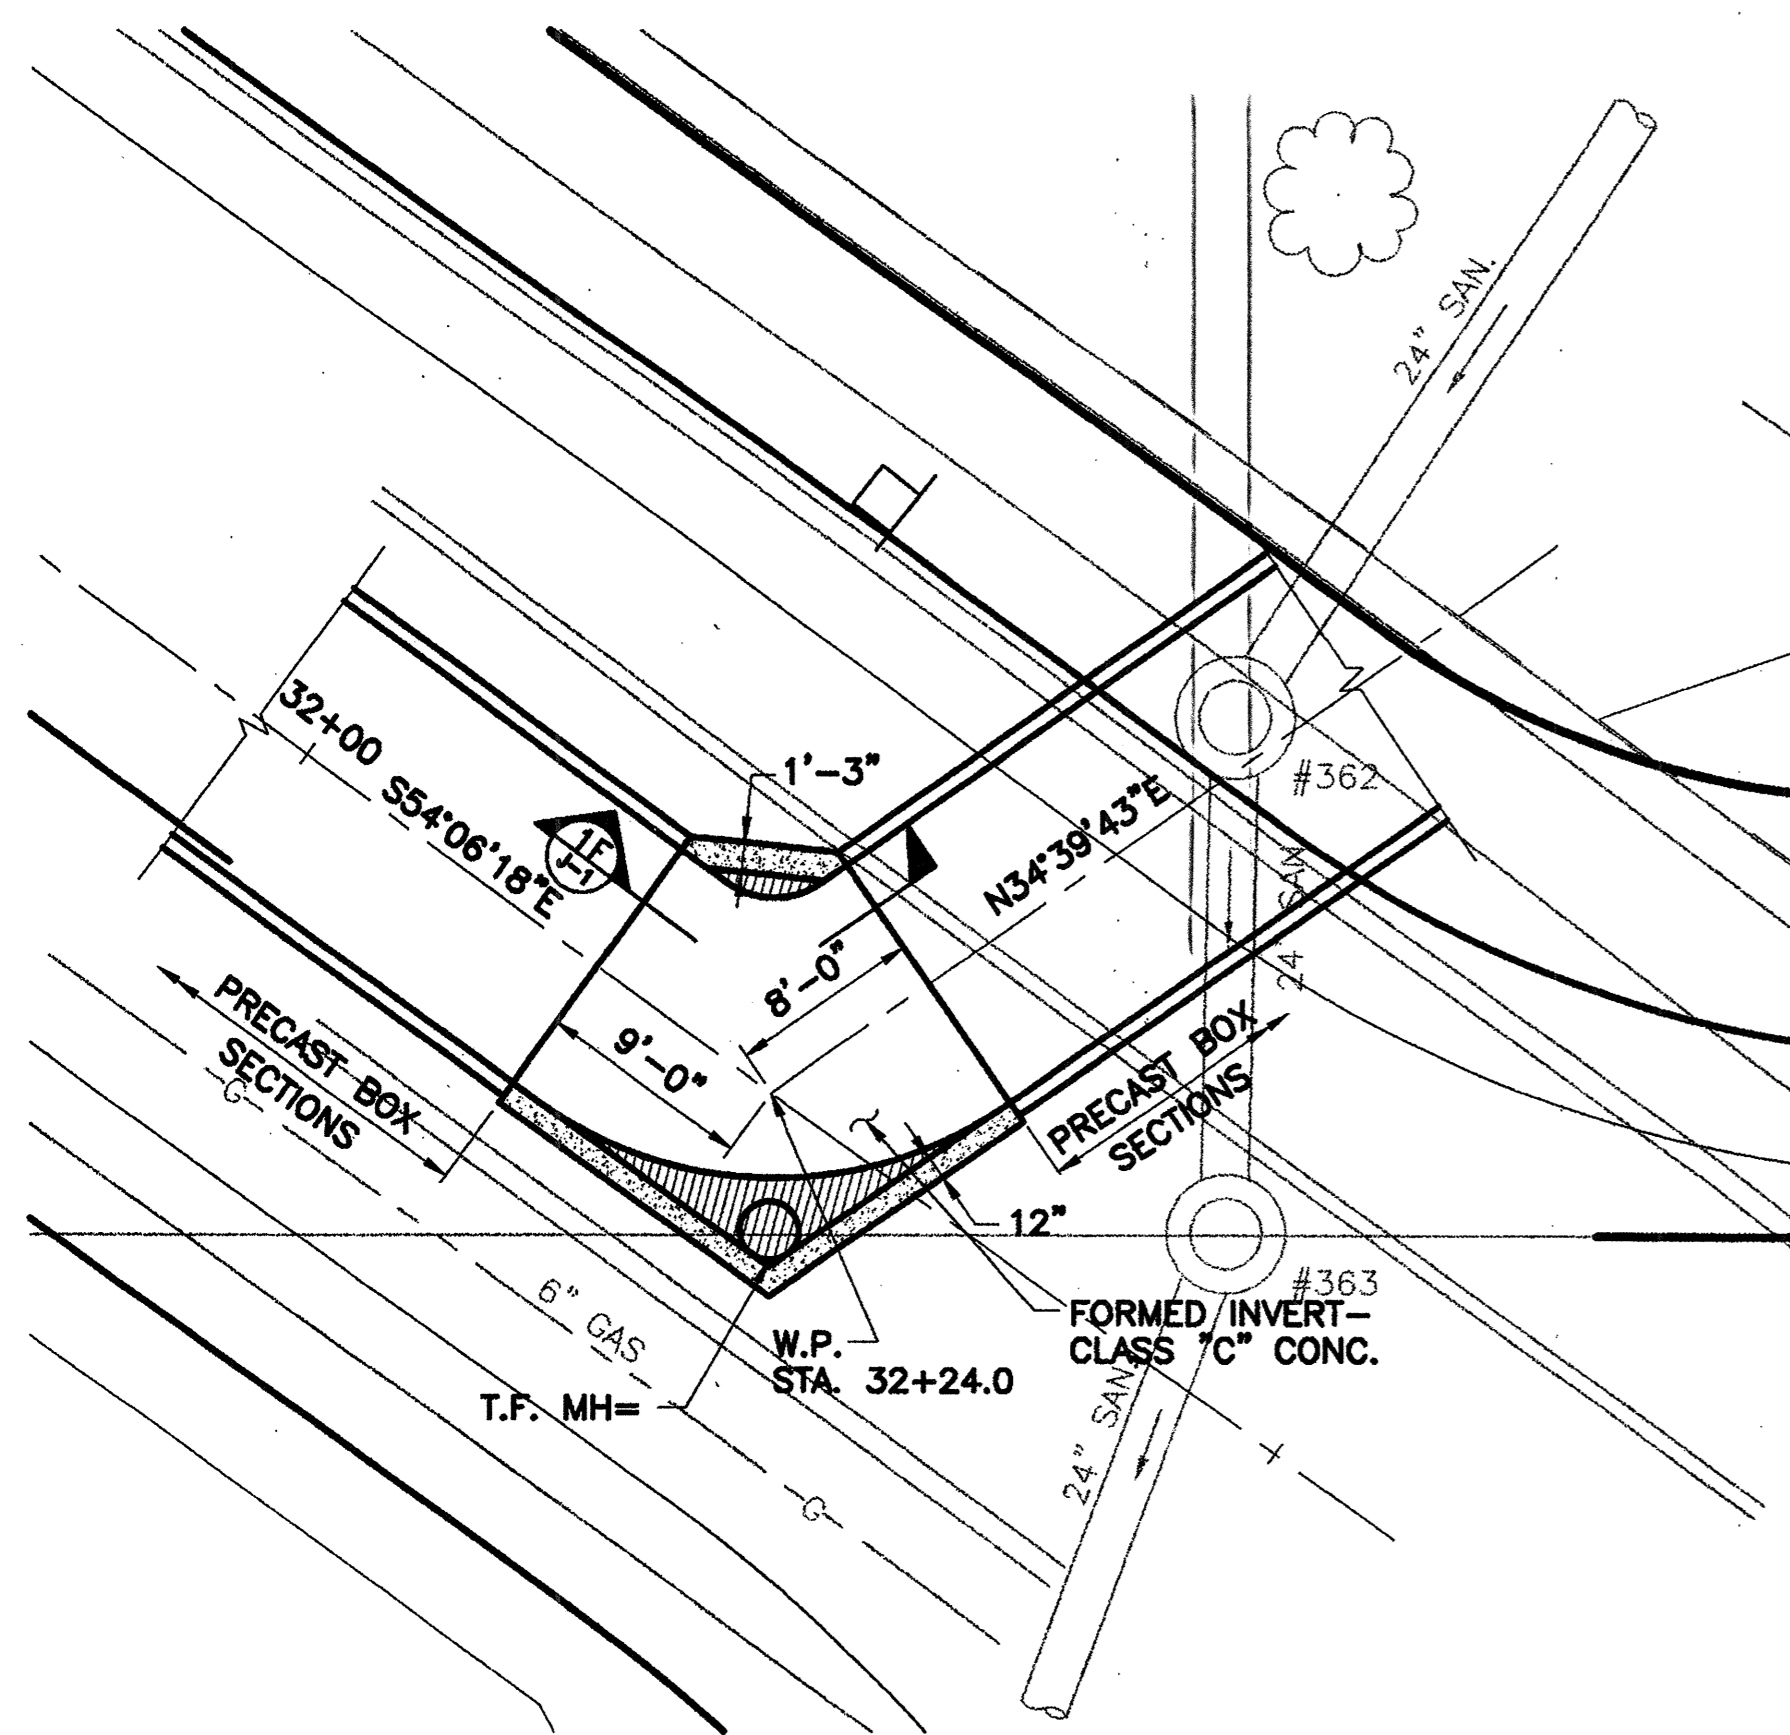 24" SAN.
32+00
S54°06'18"E
1F
J-1
1'-3"
#362
N34°39'43"E
24" SAN
8'-0"
9'-0"
PRECAST BOX
SECTIONS
PRECAST BOX
SECTIONS
G
12"
#363
6" GAS
FORMED INVERT-
CLASS "C" CONC.
W.P.
STA. 32+24.0
T.F. MH=
24" SAN.
G